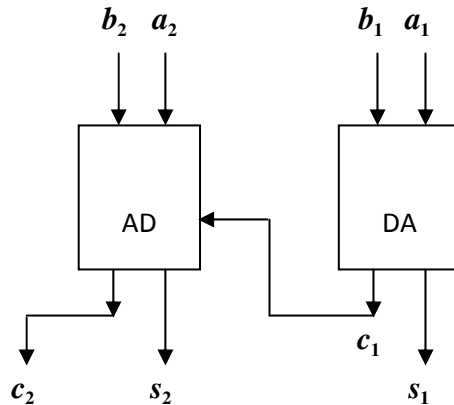 b₂ a₂ b₁ a₁
AD DA
c₁
c₂ s₂ s₁